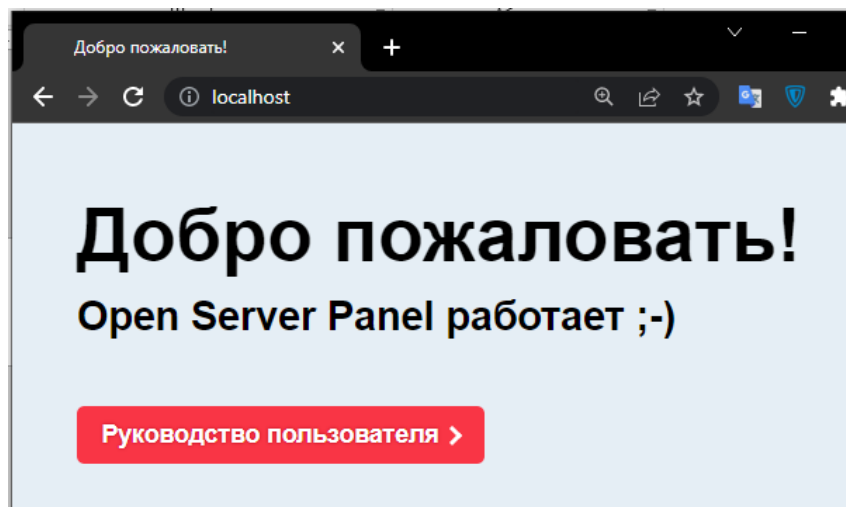 Добро пожаловать!
localhost
Добро пожаловать!
Open Server Panel работает ;-)
Руководство пользователя